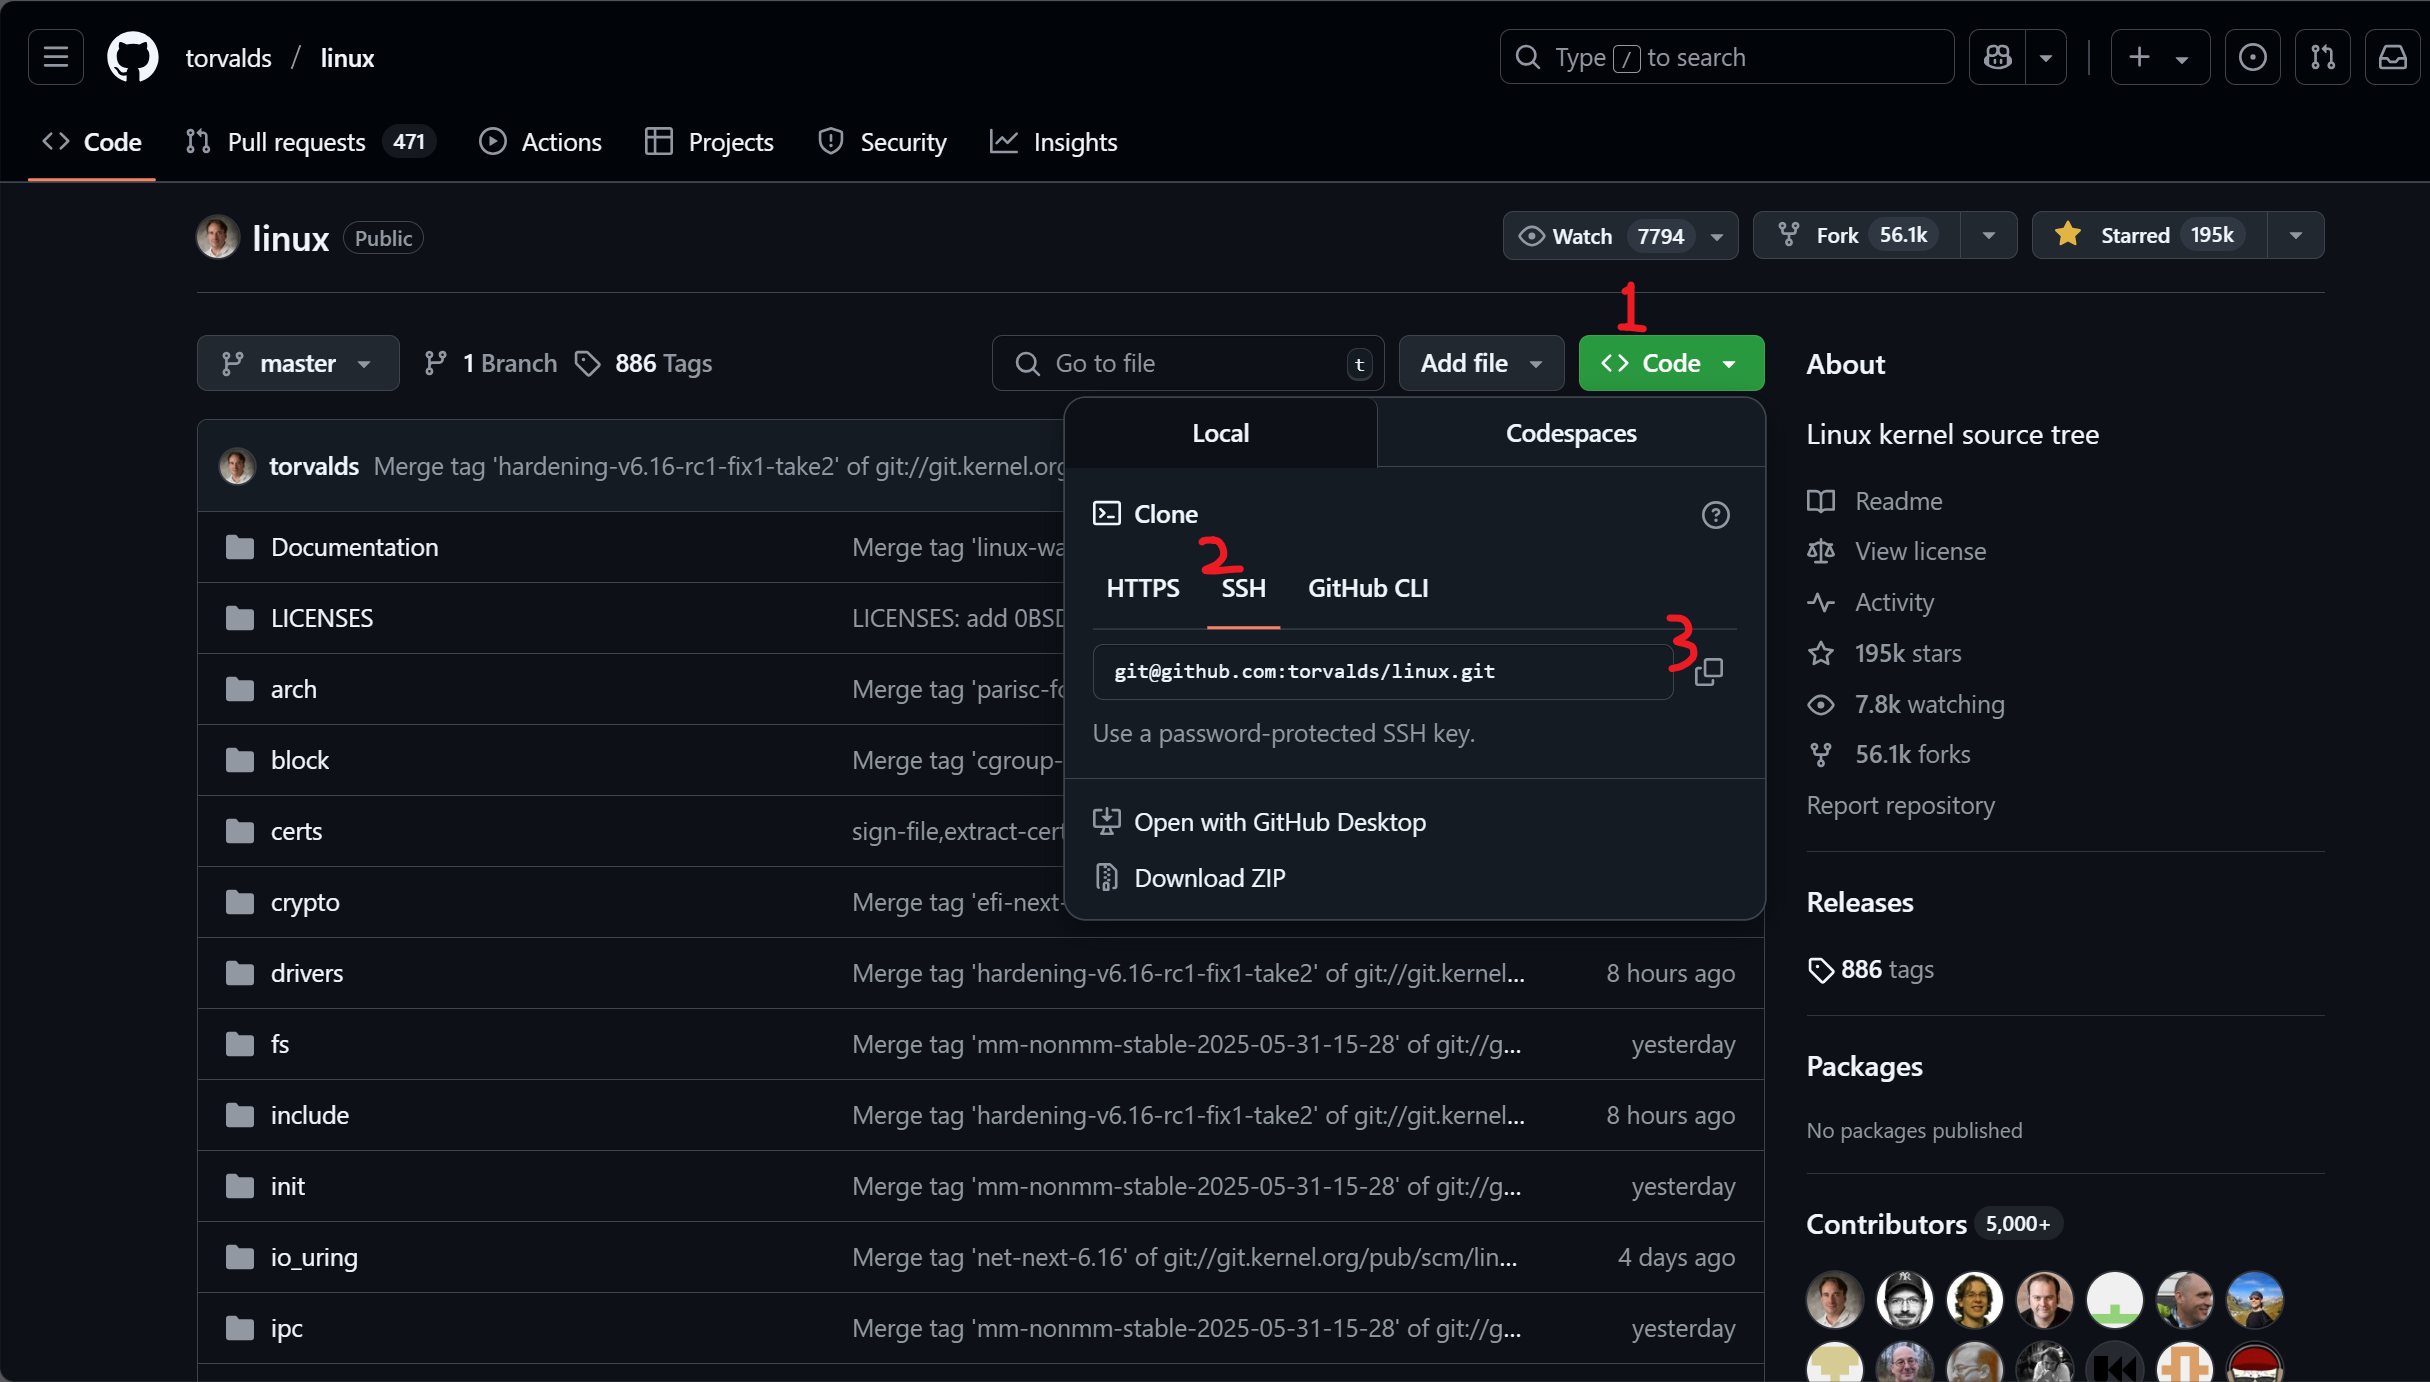 torvalds / linux
Type / to search
Code
Pull requests 471
Actions
Projects
Security
Insights
linux Public
Watch 7794
Fork 56.1k
Starred 195k
1
master
1 Branch
886 Tags
Go to file t
Add file
Code
Local
Codespaces
Clone
2
HTTPS
SSH
GitHub CLI
3
git@github.com:torvalds/linux.git
Use a password-protected SSH key.
Open with GitHub Desktop
Download ZIP
torvalds Merge tag 'hardening-v6.16-rc1-fix1-take2' of git://git.kernel.org
Documentation Merge tag 'linux-wa
LICENSES LICENSES: add 0BSD
arch Merge tag 'parisc-fo
block Merge tag 'cgroup-
certs sign-file,extract-cert
crypto Merge tag 'efi-next-
drivers Merge tag 'hardening-v6.16-rc1-fix1-take2' of git://git.kernel... 8 hours ago
fs Merge tag 'mm-nonmm-stable-2025-05-31-15-28' of git://g... yesterday
include Merge tag 'hardening-v6.16-rc1-fix1-take2' of git://git.kernel... 8 hours ago
init Merge tag 'mm-nonmm-stable-2025-05-31-15-28' of git://g... yesterday
io_uring Merge tag 'net-next-6.16' of git://git.kernel.org/pub/scm/lin... 4 days ago
ipc Merge tag 'mm-nonmm-stable-2025-05-31-15-28' of git://g... yesterday
About
Linux kernel source tree
Readme
View license
Activity
195k stars
7.8k watching
56.1k forks
Report repository
Releases
886 tags
Packages
No packages published
Contributors 5,000+